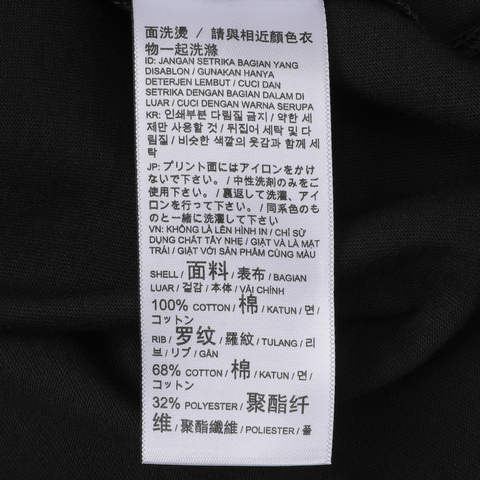 面洗燙 / 請與相近顏色衣
物一起洗滌
ID: JANGAN SETRIKA BAGIAN YANG
DISABLON / GUNAKAN HANYA
DETERJEN LEMBUT / CUCI DAN
SETRIKA DENGAN BAGIAN DALAM DI
LUAR / CUCI DENGAN WARNA SERUPA
KR: 인쇄부분 다림질 금지 / 약한 세
제만 사용할 것 / 뒤집어 세탁 및 다
림질 / 비슷한 색깔의 옷감과 함께 세
탁
JP: プリント面にはアイロンをかけ
ないで下さい。/ 中性洗剤のみをご
使用下さい。/ 裏返して洗濯、アイ
ロンを行って下さい。/ 同系色のも
のと一緒に洗濯して下さい
VN: KHÔNG LÀ LÊN HÌNH IN / CHỈ SỬ
DỤNG CHẤT TẨY NHẸ / GIẶT VÀ LÀ MẶT
TRÁI / GIẶT VỚI SẢN PHẨM CÙNG MÀU
SHELL / 面料 / 表布 / BAGIAN
LUAR / 겉감 / 本体 / VẢI CHÍNH
100% COTTON / 棉 / KATUN / 면 /
コットン
RIB / 罗纹 / 羅紋 / TULANG / 리
브 / リブ / GÂN
68% COTTON / 棉 / KATUN / 면 /
コットン
32% POLYESTER / 聚酯纤
维 / 聚酯纖維 / POLIESTER / 폴